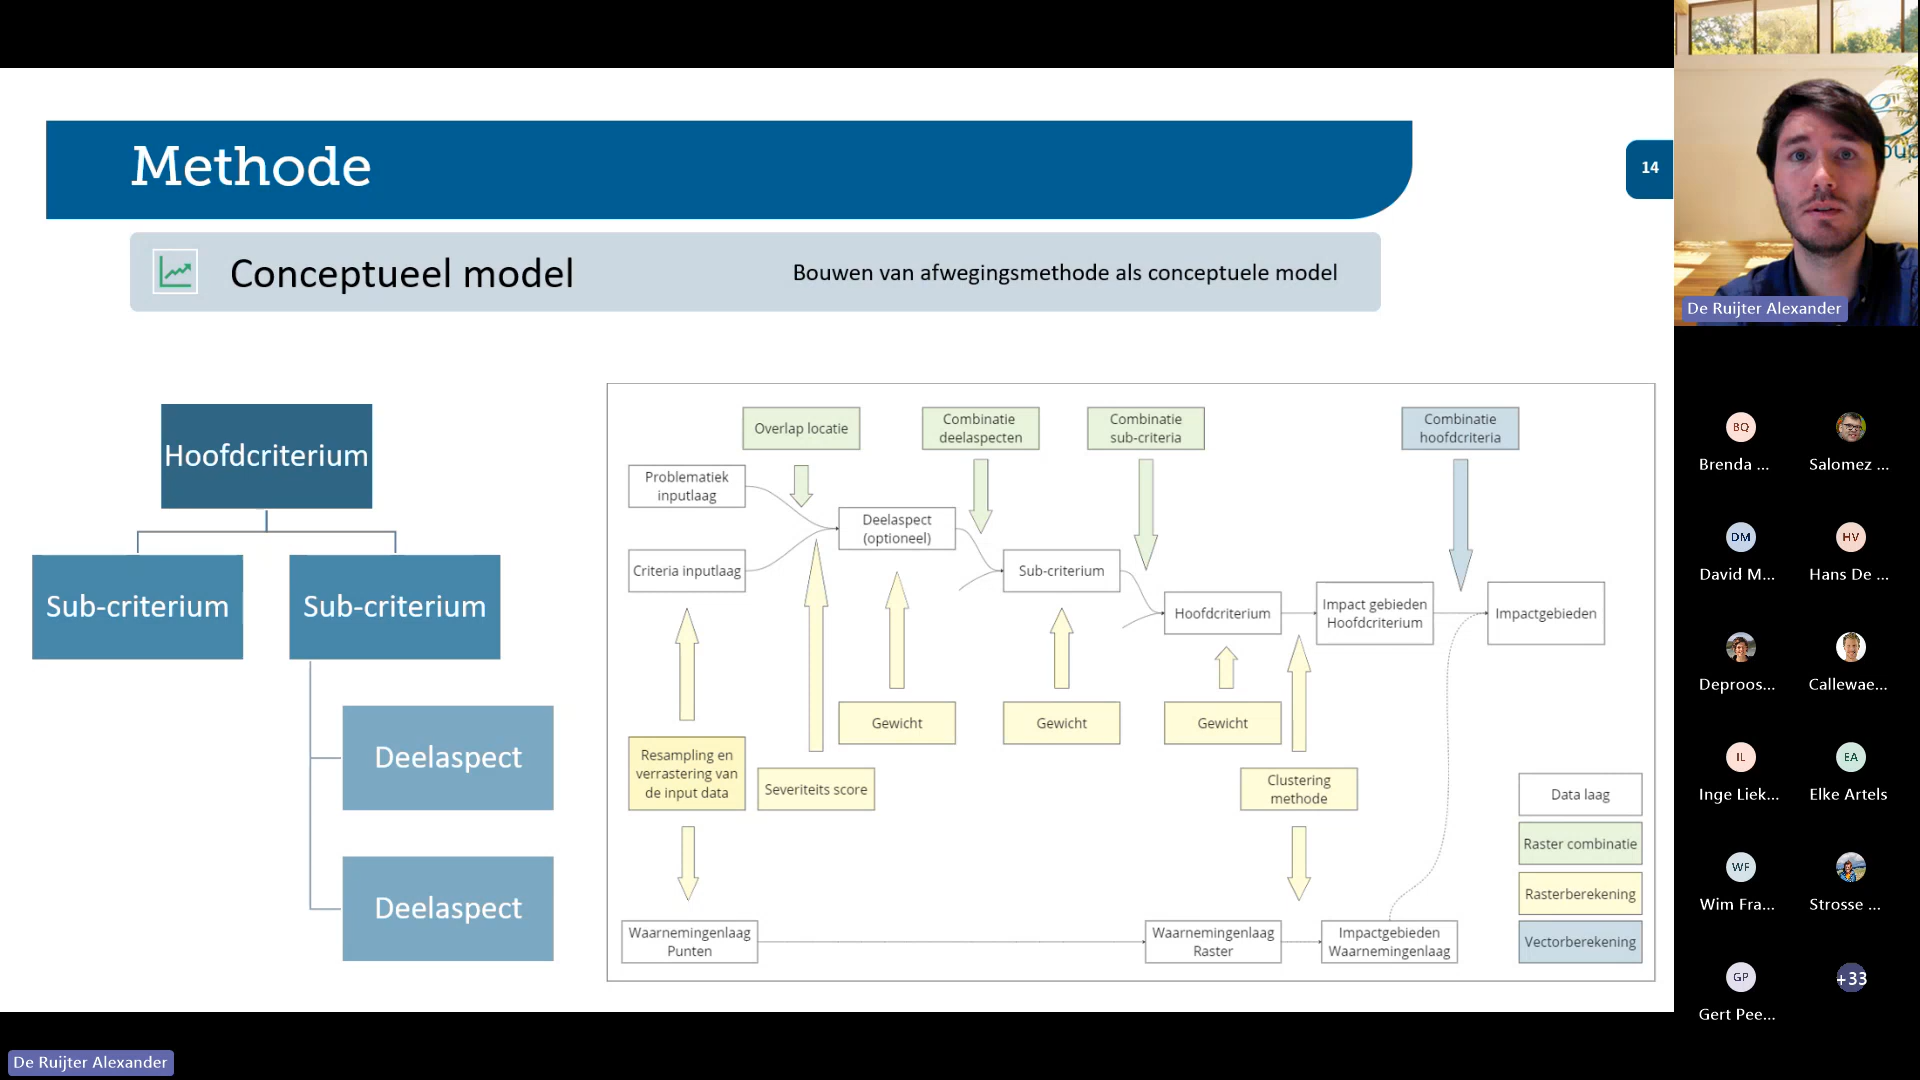 Methode
14
Conceptueel model
Bouwen van afwegingsmethode als conceptuele model
Hoofdcriterium
Sub-criterium
Sub-criterium
Deelaspect
Deelaspect
Overlap locatie
Combinatie
deelaspecten
Combinatie
sub-criteria
Combinatie
hoofdcriteria
Problematiek
inputlaag
Criteria inputlaag
Deelaspect
(optioneel)
Sub-criterium
Hoofdcriterium
Impact gebieden
Hoofdcriterium
Impactgebieden
Gewicht
Gewicht
Gewicht
Resampling en
verrastering van
de input data
Severiteits score
Clustering
methode
Data laag
Raster combinatie
Rasterberekening
Vectorberekening
Waarnemingenlaag
Punten
Waarnemingenlaag
Raster
Impactgebieden
Waarnemingenlaag
oup
De Ruijter Alexander
BQ
Brenda ...
Salomez ...
DM
David M...
HV
Hans De ...
Deproos...
Callewae...
IL
Inge Liek...
EA
Elke Artels
WF
Wim Fra...
Strosse ...
GP
Gert Pee...
+33
De Ruijter Alexander